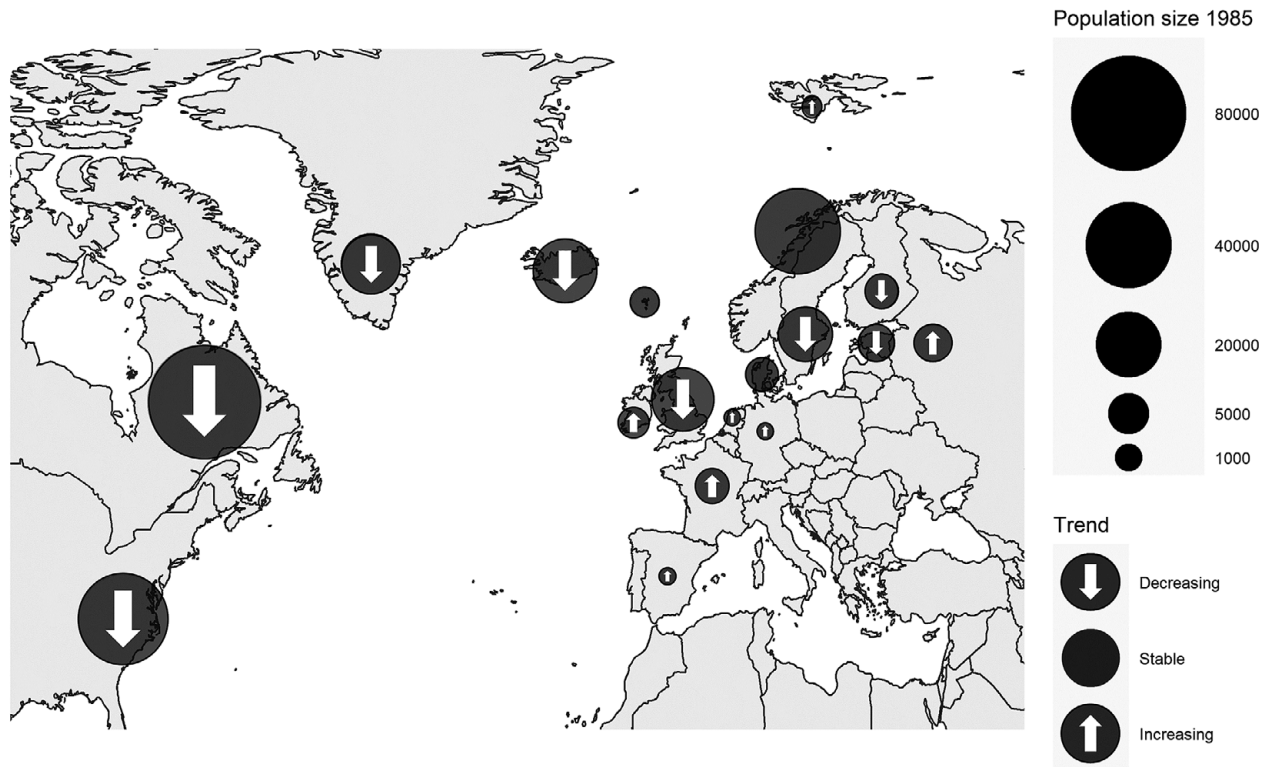 Population size 1985
80000
40000
20000
5000
1000
Trend
Decreasing
Stable
Increasing